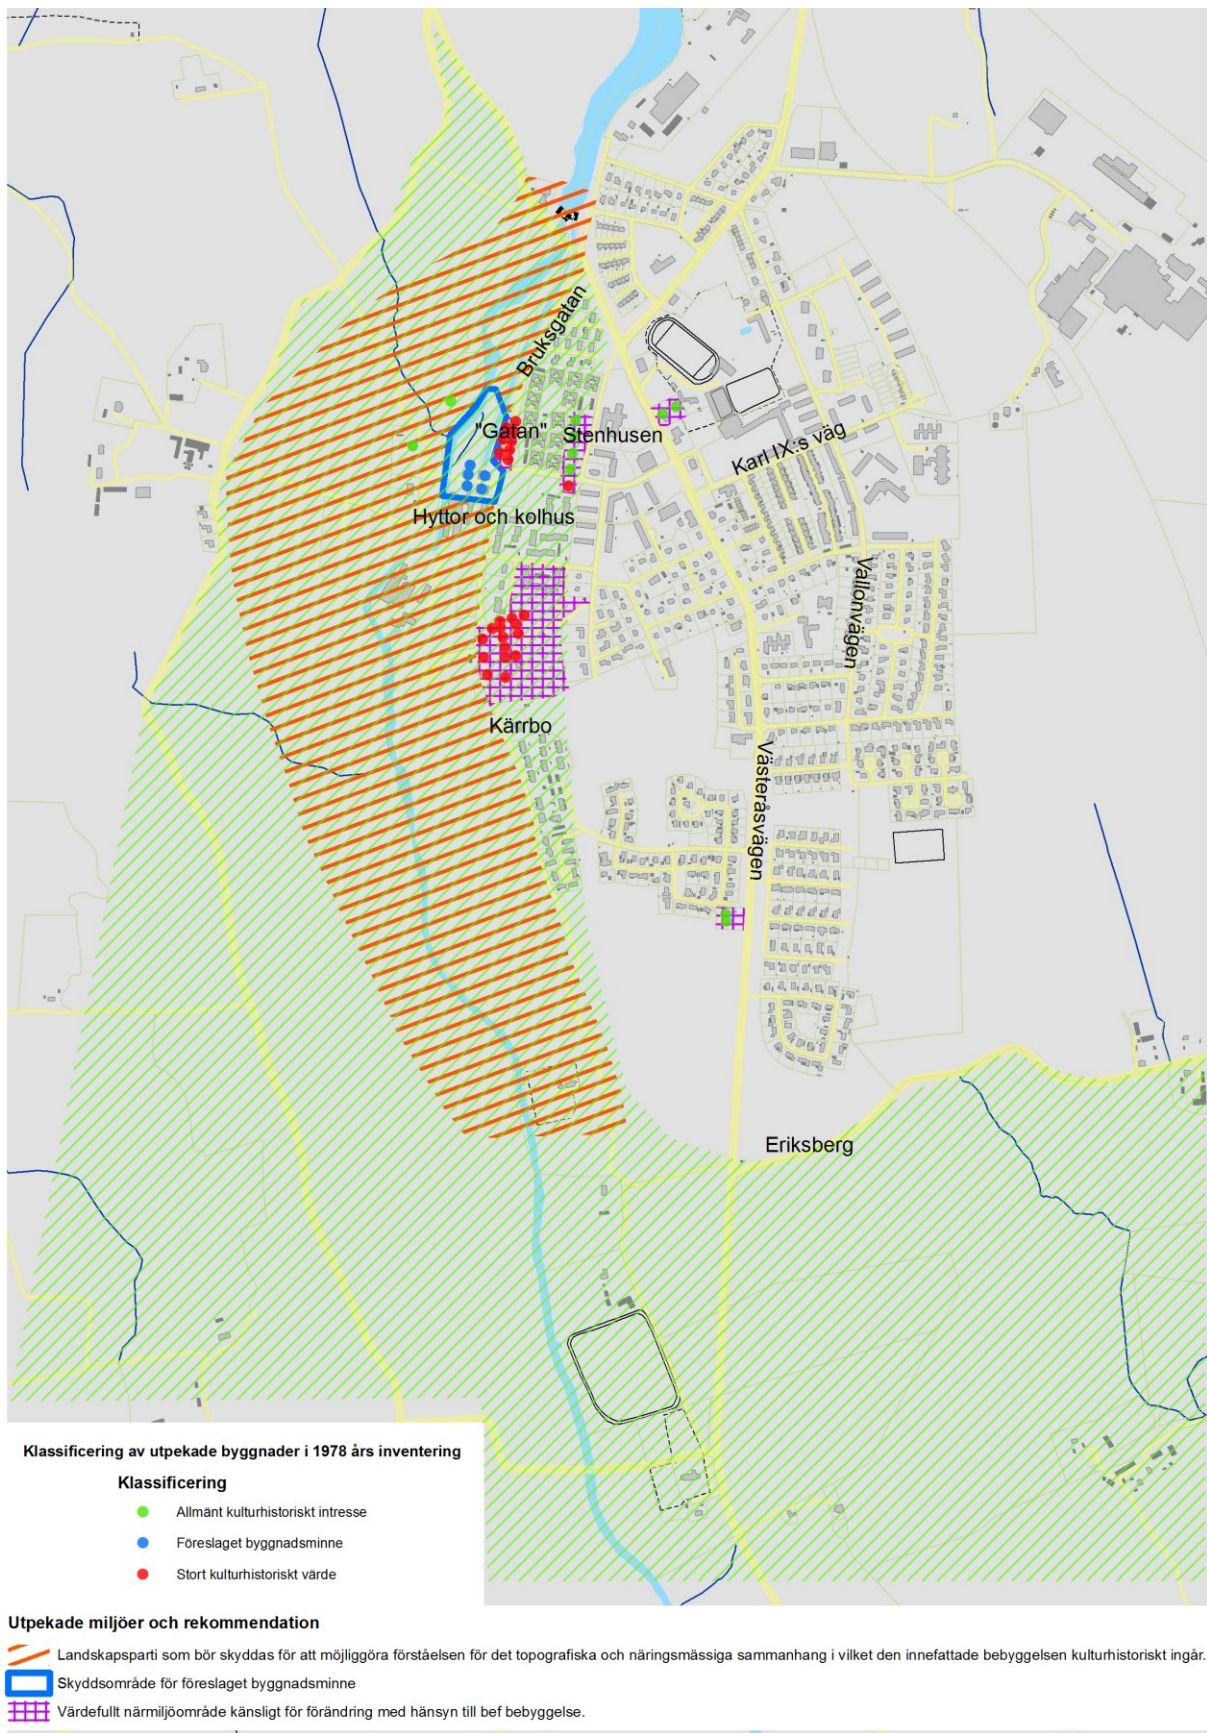 Bruksgatan
"Gatan"
Stenhusen
Karl IX:s väg
Hyttor och kolhus
Vallonvägen
Kärrbo
Västeråsvägen
Eriksberg
Klassificering av utpekade byggnader i 1978 års inventering
Klassificering
Allmänt kulturhistoriskt intresse
Föreslaget byggnadsminne
Stort kulturhistoriskt värde
Utpekade miljöer och rekommendation
Landskapsparti som bör skyddas för att möjliggöra förståelsen för det topografiska och näringsmässiga sammanhang i vilket den innefattade bebyggelsen kulturhistoriskt ingår.
Skyddsområde för föreslaget byggnadsminne
Värdefullt närmiljöområde känsligt för förändring med hänsyn till bef bebyggelse.